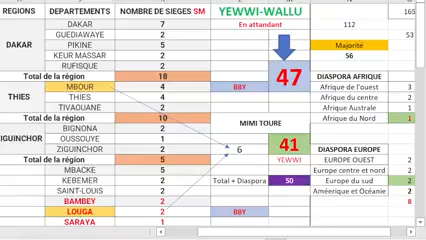 REGIONS DEPARTEMENTS NOMBRE DE SIEGES SM YEWWI-WALLU 165
DAKAR 7 En attandant 112
GUEDIAWAYE 2 53
DAKAR PIKINE 5 Majorité
KEUR MASSAR 2 56
RUFISQUE 2
Total de la région 18 47 DIASPORA AFRIQUE
MBOUR 4 BBY Afrique de l'ouest 3
THIES THIES 4 Afrique du centre 2
TIVAOUANE 2 Afrique Australe 1
Total de la région 10 MIMI TOURE Afrique du Nord 1
BIGNONA 2
ZIGUINCHOR OUSSOUYE 1 41 DIASPORA EUROPE
ZIGUINCHOR 2 6 EUROPE OUEST 2
Total de la région 5 YEWWI
MBACKE 5 Europe centre et nord 2
KEBEMER 2 Total + Diaspora 50 Europe du sud 2
SAINT-LOUIS 2 Amérique et Océanie 2
BAMBEY 2 8
LOUGA 2 BBY
SARAYA 1